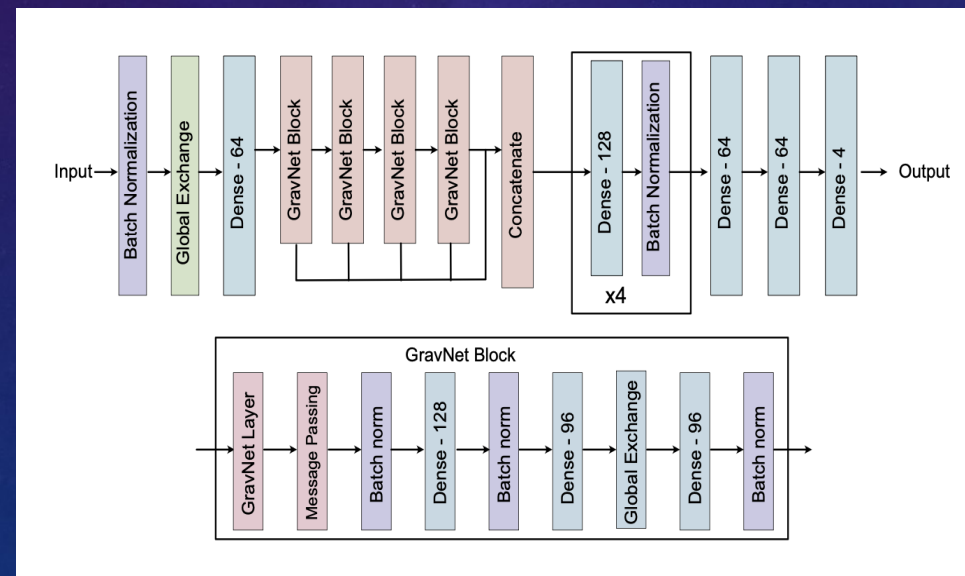 Input
Batch Normalization
Global Exchange
Dense - 64
GravNet Block
GravNet Block
GravNet Block
GravNet Block
Concatenate
Dense - 128
Batch Normalization
x4
Dense - 64
Dense - 64
Dense - 4
Output
GravNet Block
GravNet Layer
Message Passing
Batch norm
Dense - 128
Batch norm
Dense - 96
Global Exchange
Dense - 96
Batch norm